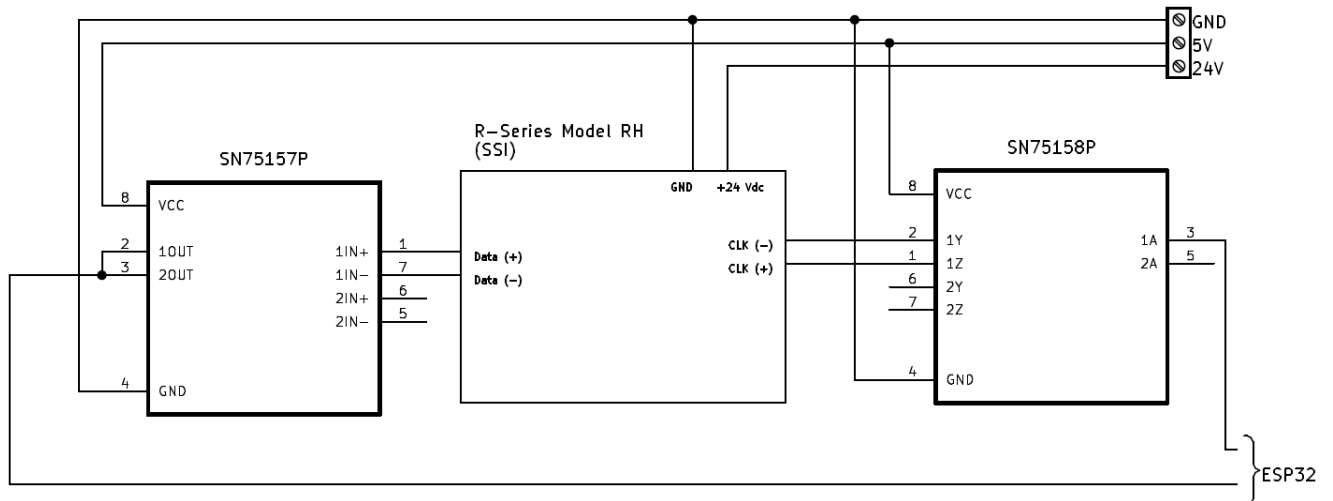 GND
5V
24V
R-Series Model RH
(SSI)
SN75157P
SN75158P
GND +24 Vdc
8 VCC
2 1OUT
3 2OUT
4 GND
1IN+ 1
1IN- 7
2IN+ 6
2IN- 5
Data (+)
Data (-)
CLK (-)
CLK (+)
8 VCC
2 1Y
1 1Z
6 2Y
7 2Z
4 GND
1A 3
2A 5
ESP32